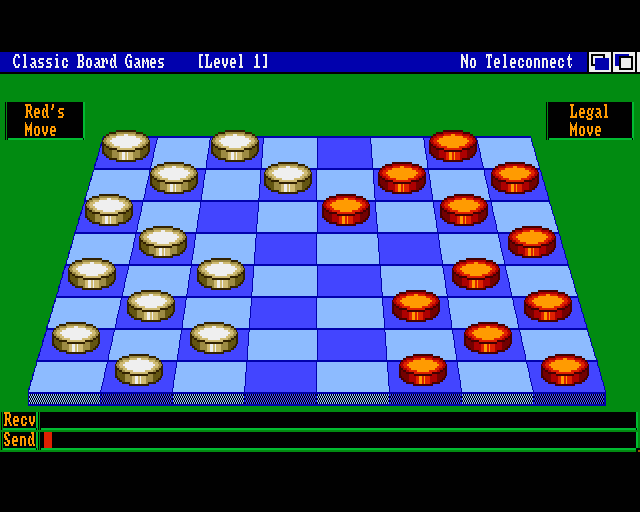 Classic Board Games [Level 1] No Teleconnect
Red's
Move
Legal
Move
Recv
Send